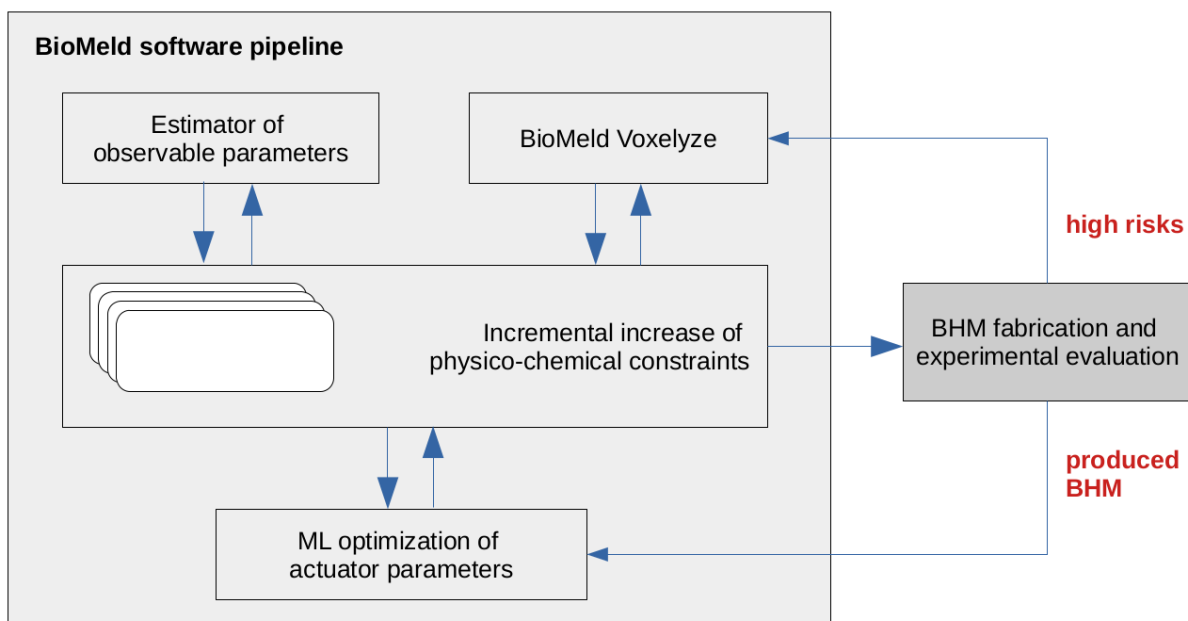 BioMeld software pipeline
Estimator of
observable parameters
BioMeld Voxelyze
high risks
Incremental increase of
physico-chemical constraints
BHM fabrication and
experimental evaluation
produced
BHM
ML optimization of
actuator parameters